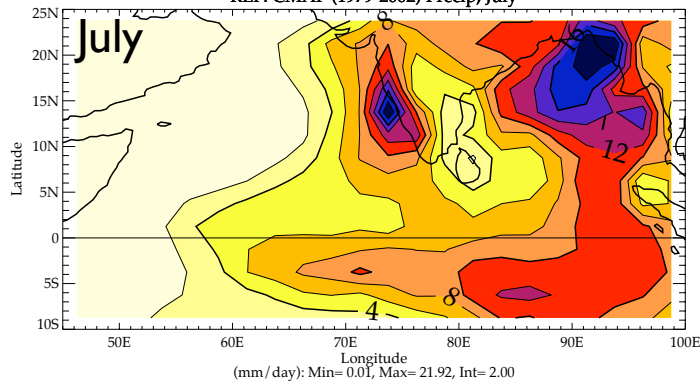 July
8
25N
20N
15N
10N
5N
0
5S
10S
Latitude
12
4
8
50E
60E
70E
80E
90E
100E
Longitude
(mm/day): Min= 0.01, Max= 21.92, Int= 2.00